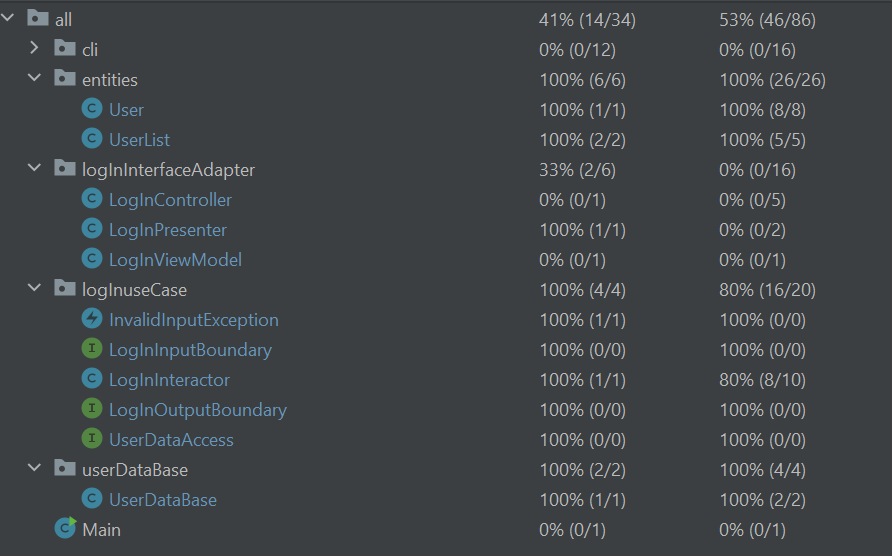 all 41% (14/34) 53% (46/86)
cli 0% (0/12) 0% (0/16)
entities 100% (6/6) 100% (26/26)
C User 100% (1/1) 100% (8/8)
C UserList 100% (2/2) 100% (5/5)
logInInterfaceAdapter 33% (2/6) 0% (0/16)
C LogInController 0% (0/1) 0% (0/5)
C LogInPresenter 100% (1/1) 0% (0/2)
C LogInViewModel 0% (0/1) 0% (0/1)
logInuseCase 100% (4/4) 80% (16/20)
InvalidInputException 100% (1/1) 100% (0/0)
I LogInInputBoundary 100% (0/0) 100% (0/0)
C LogInInteractor 100% (1/1) 80% (8/10)
I LogInOutputBoundary 100% (0/0) 100% (0/0)
I UserDataAccess 100% (0/0) 100% (0/0)
userDataBase 100% (2/2) 100% (4/4)
C UserDataBase 100% (1/1) 100% (2/2)
C Main 0% (0/1) 0% (0/1)